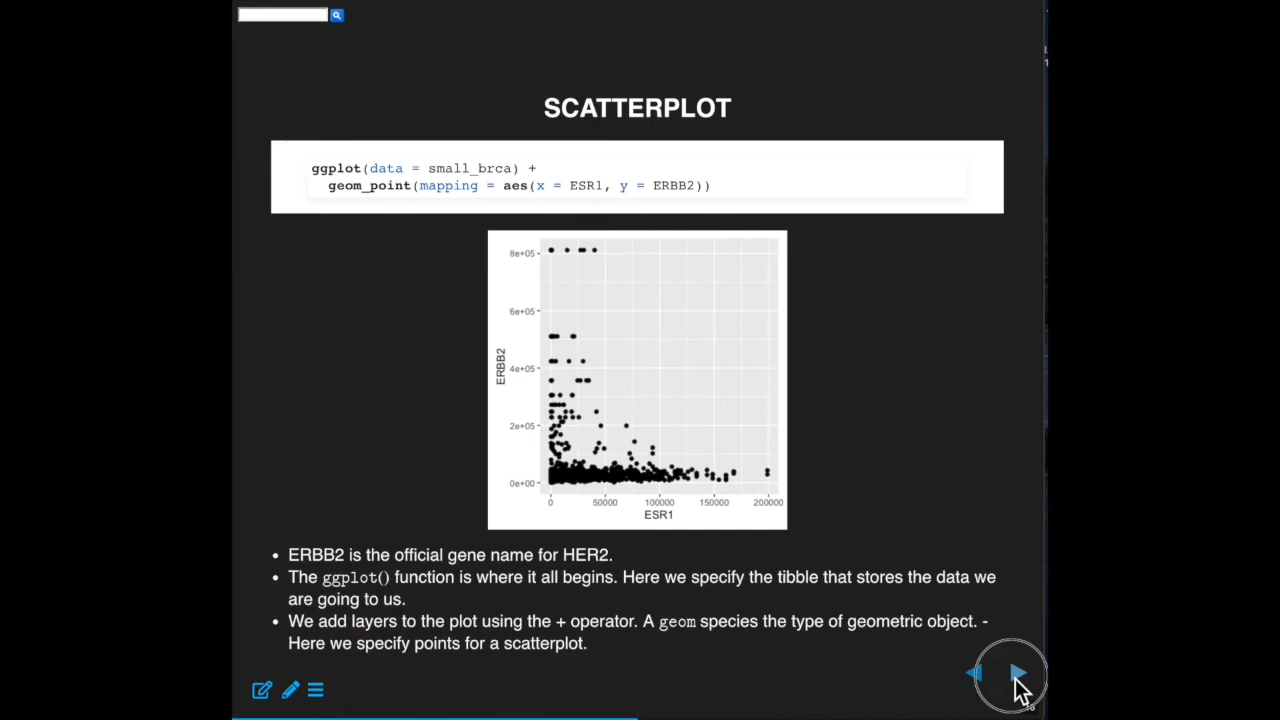 SCATTERPLOT
ggplot(data = small_brca) +
geom_point(mapping = aes(x = ESR1, y = ERBB2))
8e+05
6e+05
4e+05
2e+05
0e+00
ERBB2
0 50000 100000 150000 200000
ESR1
• ERBB2 is the official gene name for HER2.
• The ggplot() function is where it all begins. Here we specify the tibble that stores the data we
are going to us.
• We add layers to the plot using the + operator. A geom species the type of geometric object. -
Here we specify points for a scatterplot.